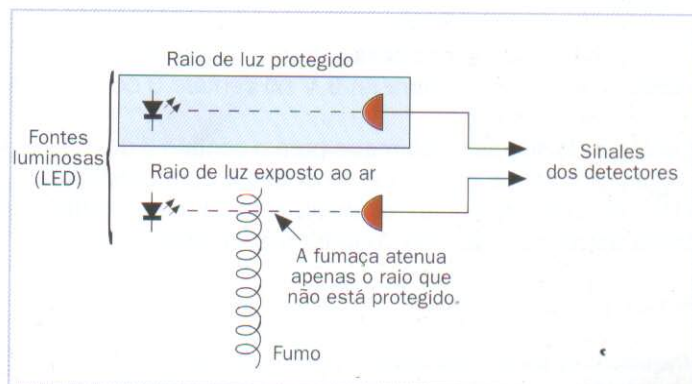 Raio de luz protegido
Fontes
luminosas
(LED)
Raio de luz exposto ao ar
Sinales
dos detectores
A fumaça atenua
apenas o raio que
não está protegido.
Fumo